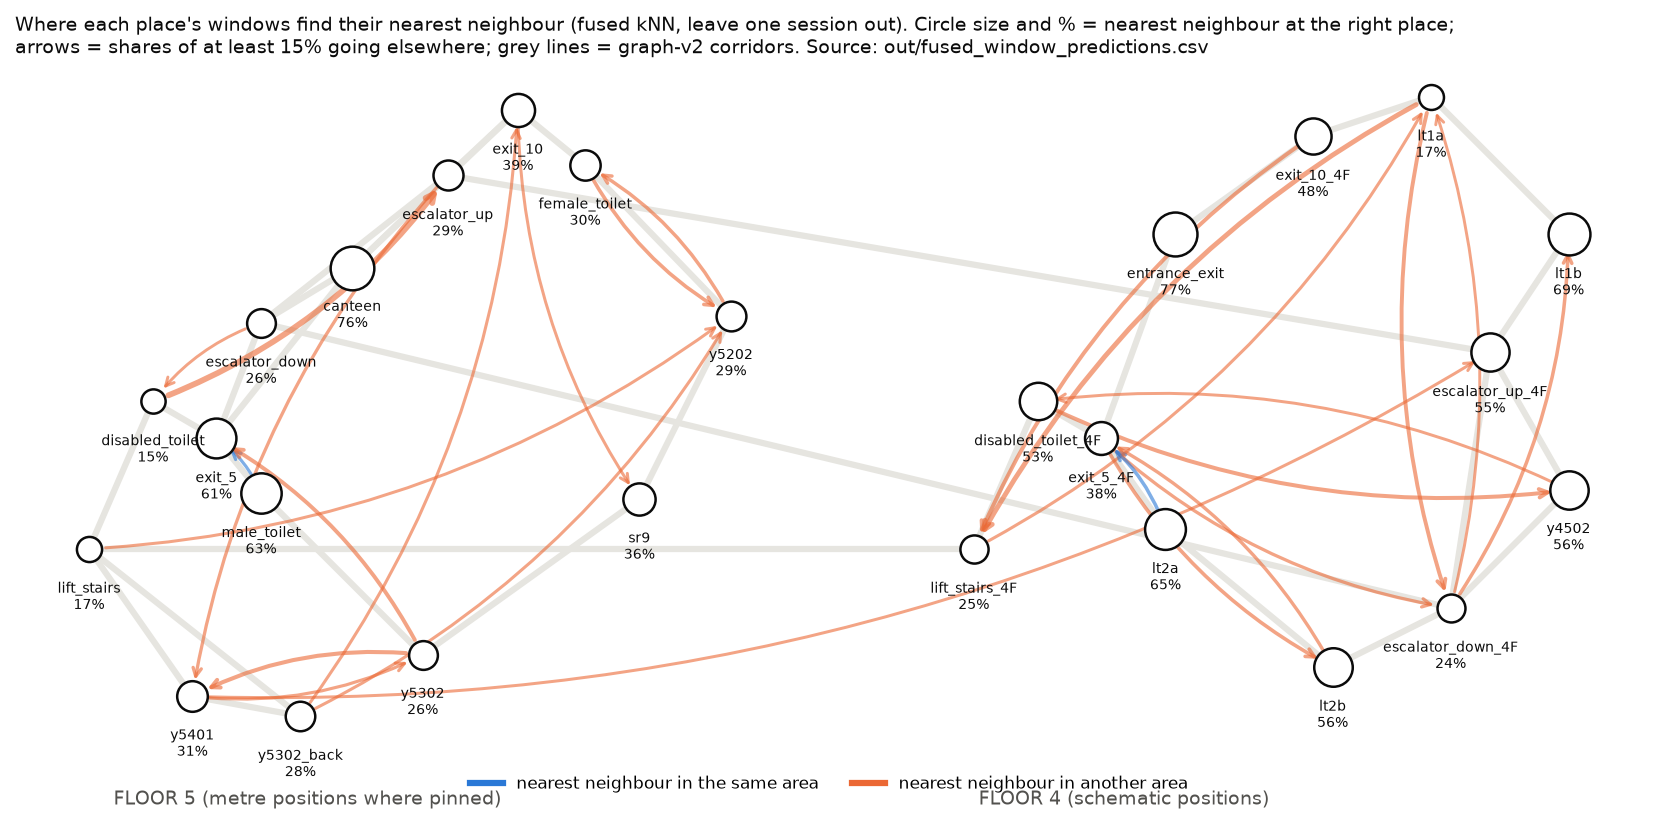 Where each place's windows find their nearest neighbour (fused kNN, leave one session out). Circle size and % = nearest neighbour at the right place;
arrows = shares of at least 15% going elsewhere; grey lines = graph-v2 corridors. Source: out/fused_window_predictions.csv
exit_10
39%
escalator_up
29%
female_toilet
30%
canteen
76%
escalator_down
26%
y5202
29%
disabled_toilet
15%
exit_5
61%
male_toilet
63%
sr9
36%
lift_stairs
17%
y5302
26%
y5401
31%
y5302_back
28%
lt1a
17%
exit_10_4F
48%
entrance_exit
77%
lt1b
69%
escalator_up_4F
55%
disabled_toilet_4F
53%
exit_5_4F
38%
y4502
56%
lt2a
65%
lift_stairs_4F
25%
escalator_down_4F
24%
lt2b
56%
nearest neighbour in the same area
nearest neighbour in another area
FLOOR 5 (metre positions where pinned)
FLOOR 4 (schematic positions)